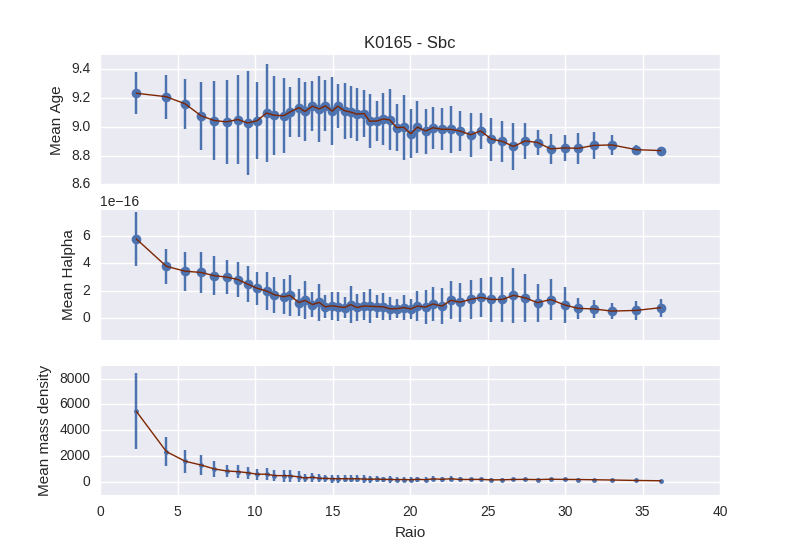 K0165 - Sbc
9.4
9.2
9.0
8.8
8.6
Mean Age
1e−16
6
4
2
0
Mean Halpha
8000
6000
4000
2000
0
Mean mass density
0 5 10 15 20 25 30 35 40
Raio